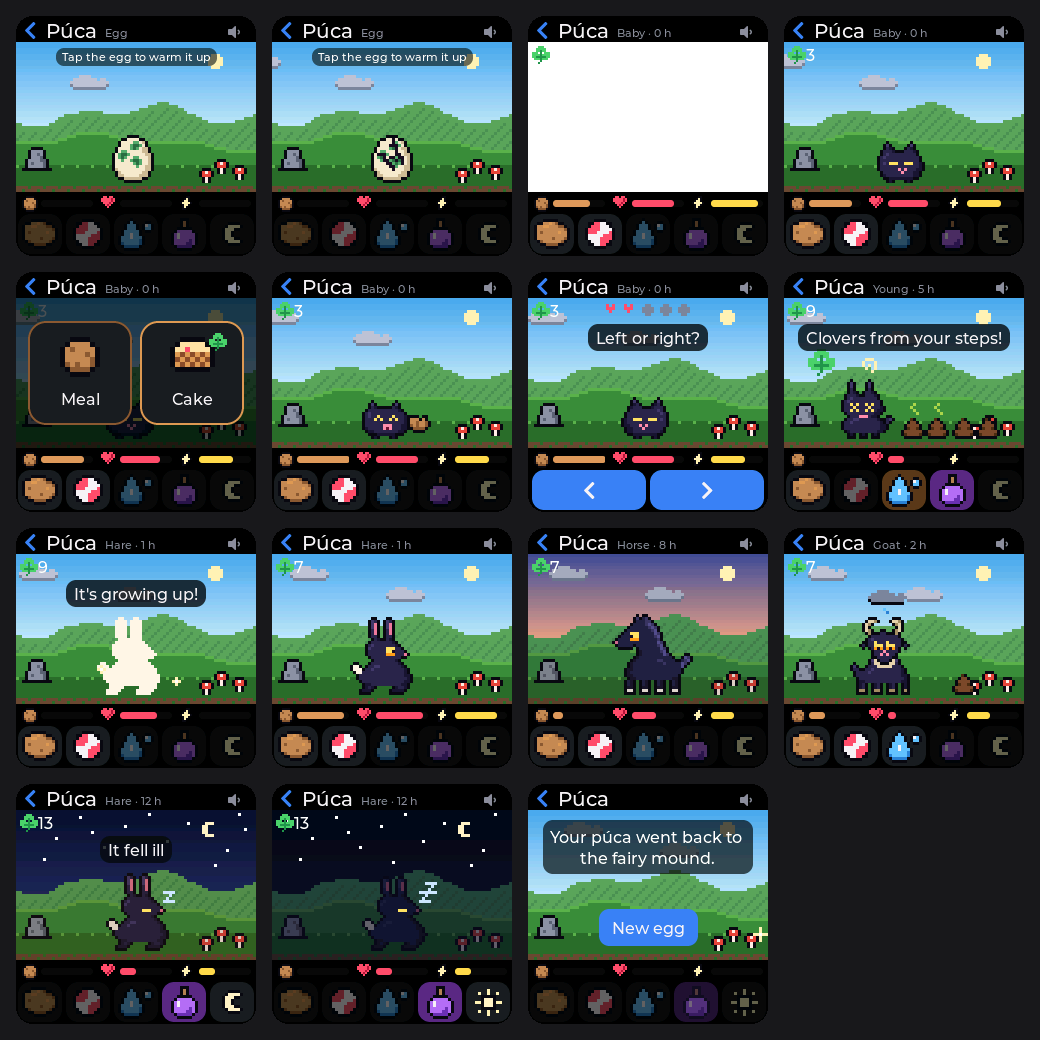 Púca Egg
Tap the egg to warm it up
Púca Egg
Tap the egg to warm it up
Púca Baby · 0 h
Púca Baby · 0 h
3
Púca Baby · 0 h
3
Meal
Cake
Púca Baby · 0 h
3
Púca Baby · 0 h
3
Left or right?
Púca Young · 5 h
9
Clovers from your steps!
Púca Hare · 1 h
9
It's growing up!
Púca Hare · 1 h
7
Púca Horse · 8 h
7
Púca Goat · 2 h
7
Púca Hare · 12 h
13
It fell ill
Z
Púca Hare · 12 h
13
Z
Púca
Your púca went back to
the fairy mound.
New egg